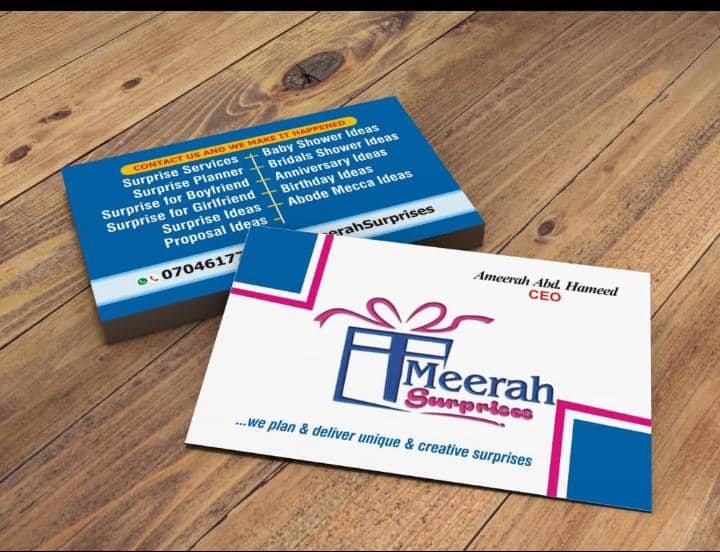 CONTACT US AND WE MAKE IT HAPPENED
Surprise Services
Surprise Planner
Surprise for Boyfriend
Surprise for Girlfriend
Surprise Ideas
Proposal Ideas
Baby Shower Ideas
Bridals Shower Ideas
Anniversary Ideas
Birthday Ideas
Abode Mecca Ideas
0704617
erahSurprises
Ameerah Abd. Hameed
CEO
Meerah
Surprises
...we plan & deliver unique & creative surprises